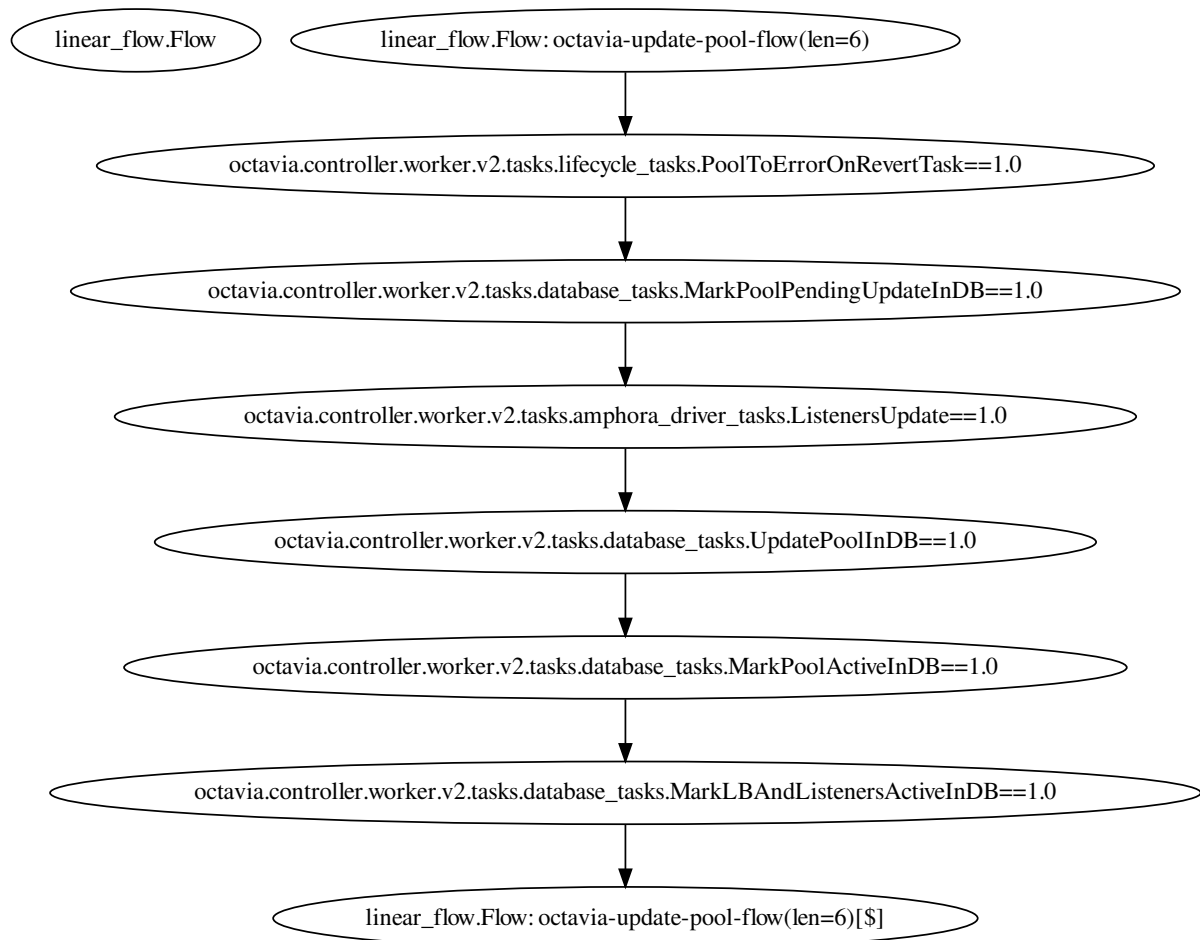 linear_flow.Flow
linear_flow.Flow: octavia-update-pool-flow(len=6)
octavia.controller.worker.v2.tasks.lifecycle_tasks.PoolToErrorOnRevertTask==1.0
octavia.controller.worker.v2.tasks.database_tasks.MarkPoolPendingUpdateInDB==1.0
octavia.controller.worker.v2.tasks.amphora_driver_tasks.ListenersUpdate==1.0
octavia.controller.worker.v2.tasks.database_tasks.UpdatePoolInDB==1.0
octavia.controller.worker.v2.tasks.database_tasks.MarkPoolActiveInDB==1.0
octavia.controller.worker.v2.tasks.database_tasks.MarkLBAndListenersActiveInDB==1.0
linear_flow.Flow: octavia-update-pool-flow(len=6)[$]